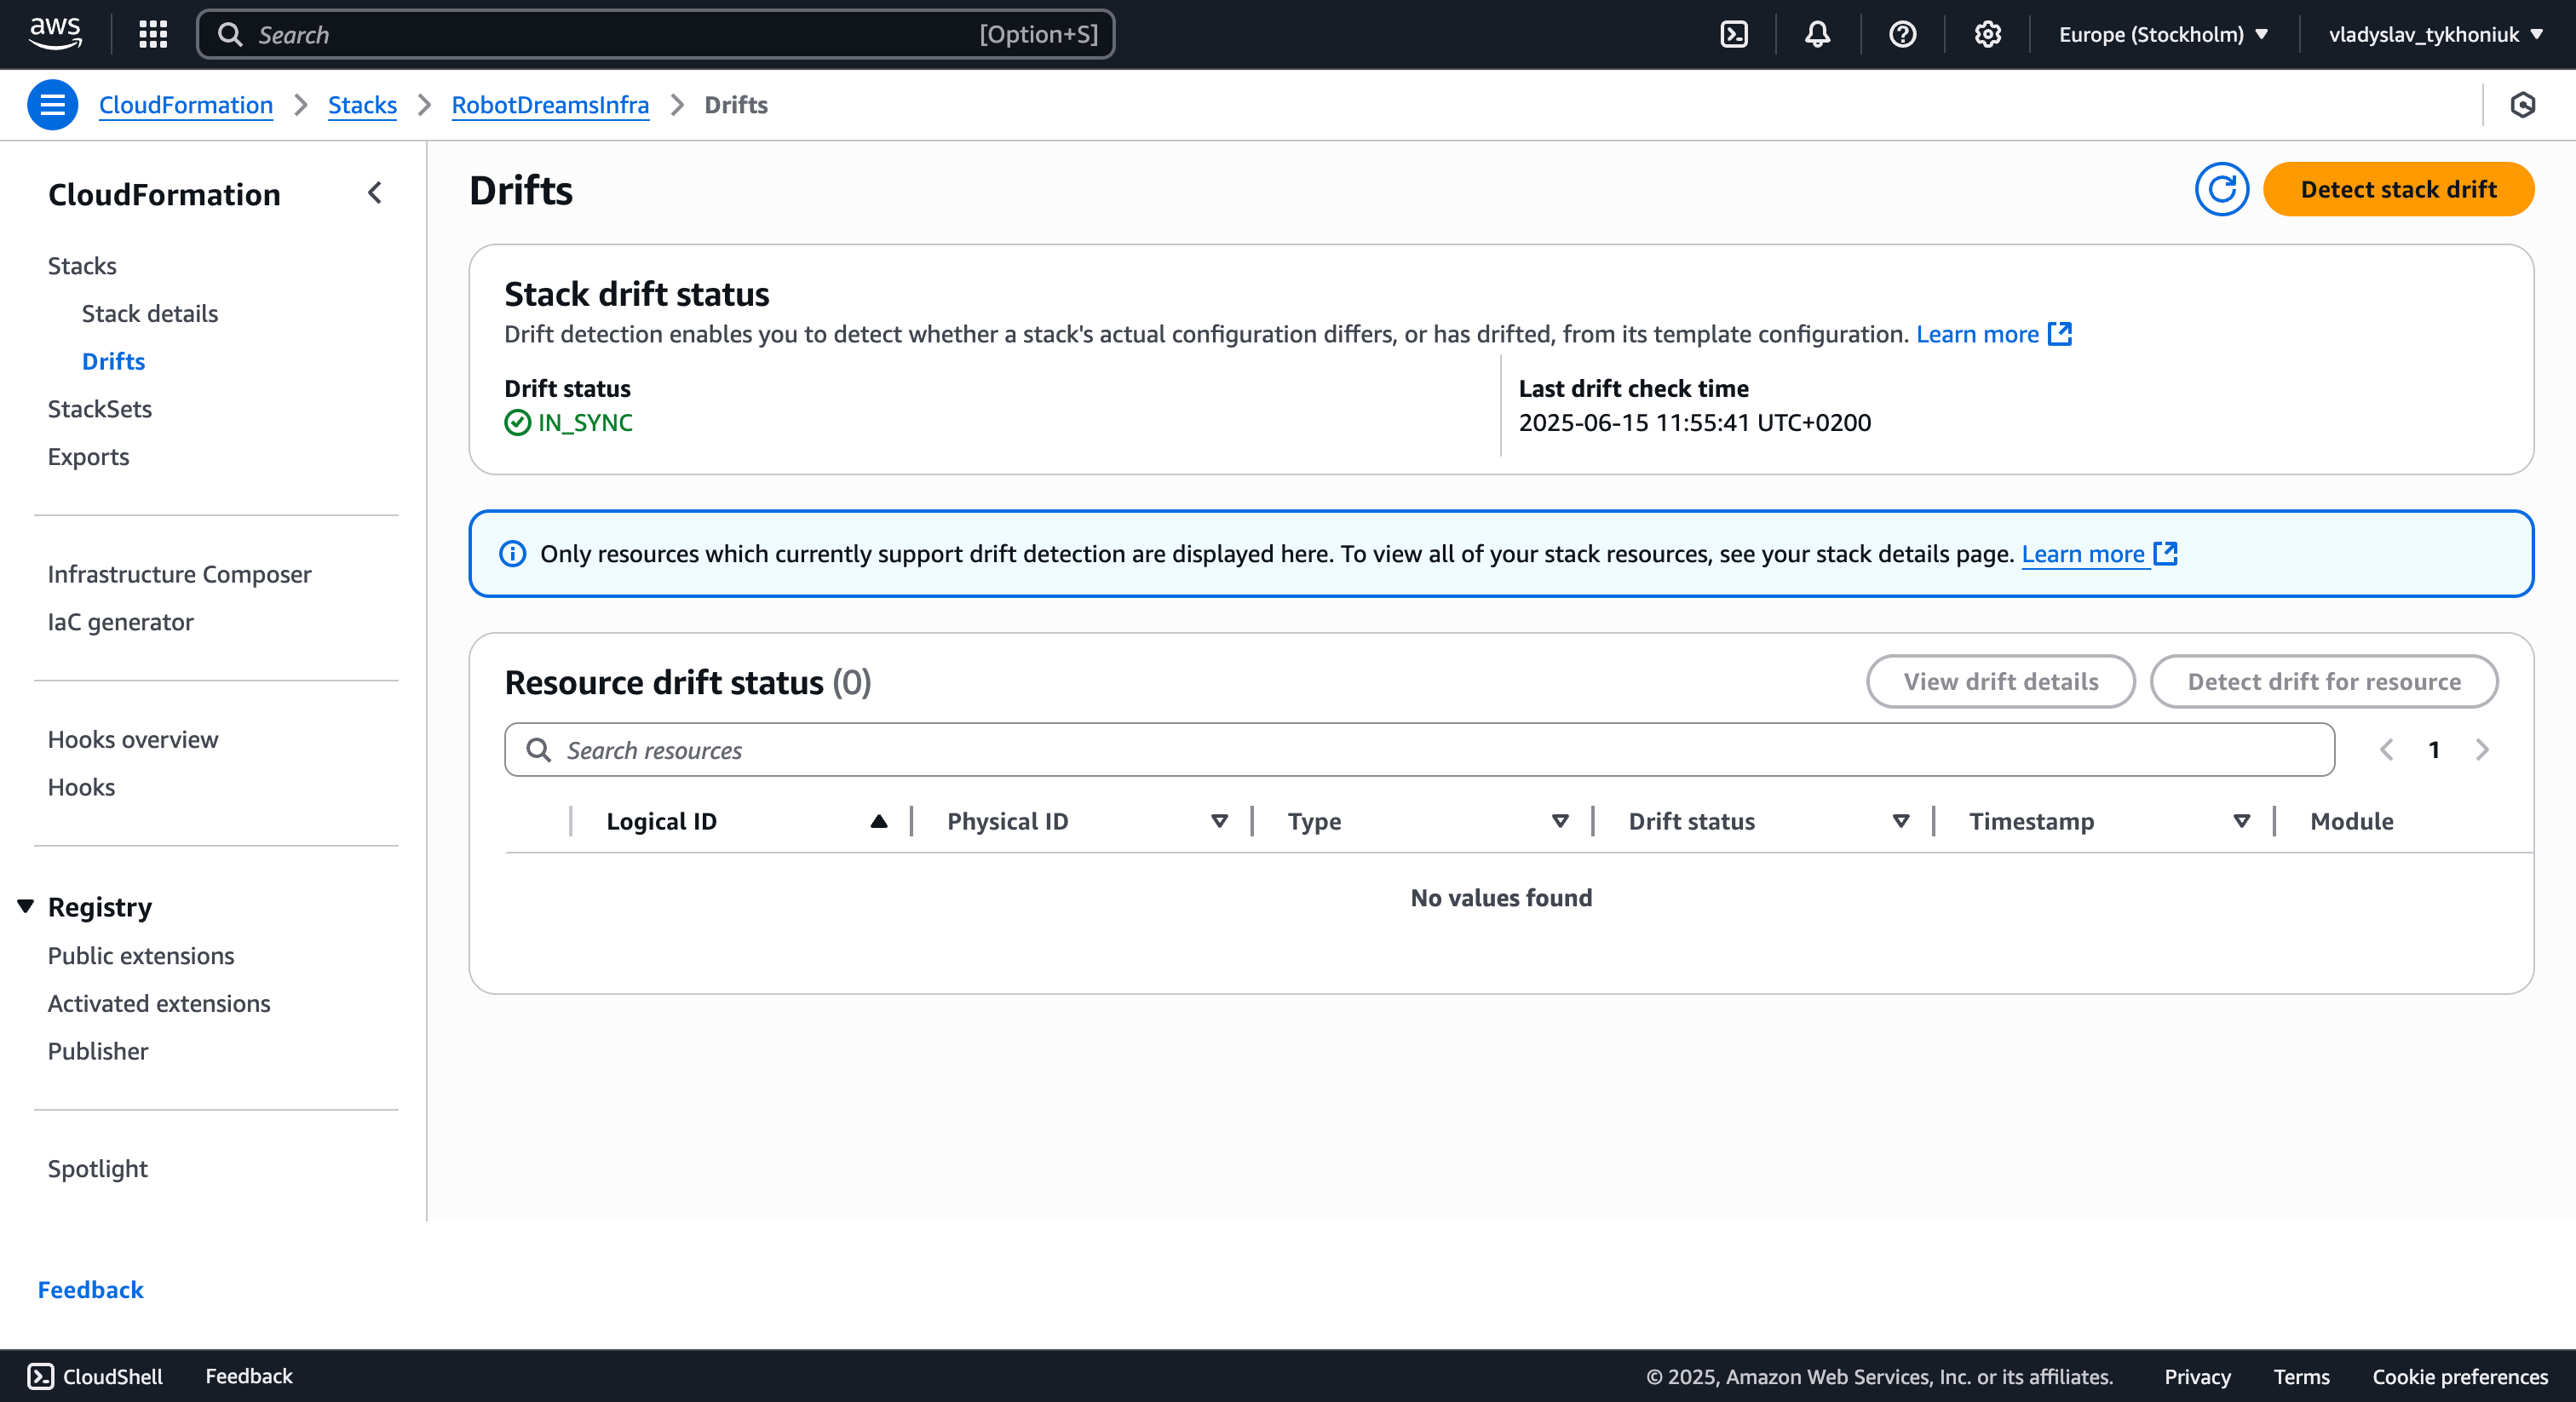 aws
Search [Option+S]
Europe (Stockholm)
vladyslav_tykhoniuk
CloudFormation
Stacks
RobotDreamsInfra
Drifts
CloudFormation
Stacks
Stack details
Drifts
StackSets
Exports
Infrastructure Composer
IaC generator
Hooks overview
Hooks
Registry
Public extensions
Activated extensions
Publisher
Spotlight
Feedback
Drifts
Detect stack drift
Stack drift status
Drift detection enables you to detect whether a stack's actual configuration differs, or has drifted, from its template configuration. Learn more
Drift status
IN_SYNC
Last drift check time
2025-06-15 11:55:41 UTC+0200
Only resources which currently support drift detection are displayed here. To view all of your stack resources, see your stack details page. Learn more
Resource drift status (0)
View drift details
Detect drift for resource
Search resources
1
Logical ID
Physical ID
Type
Drift status
Timestamp
Module
No values found
CloudShell
Feedback
© 2025, Amazon Web Services, Inc. or its affiliates.
Privacy
Terms
Cookie preferences